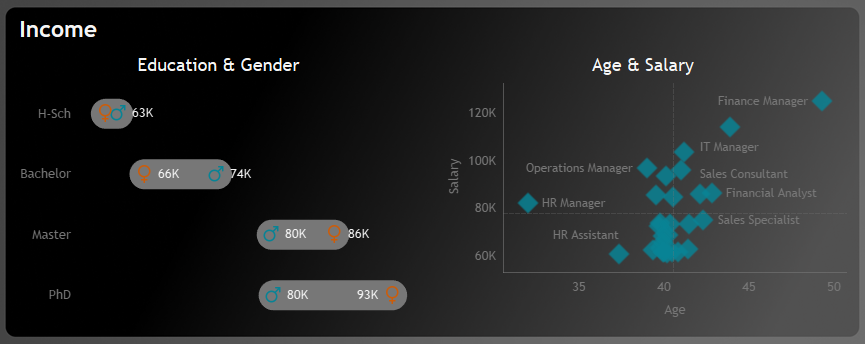 Income
Education & Gender
H-Sch
♀ ♂ 63K
Bachelor
♀ 66K ♂ 74K
Master
♂ 80K ♀ 86K
PhD
♂ 80K 93K ♀
Age & Salary
Salary
120K
100K
80K
60K
Finance Manager
IT Manager
Operations Manager
Sales Consultant
Financial Analyst
HR Manager
Sales Specialist
HR Assistant
35 40 45 50
Age